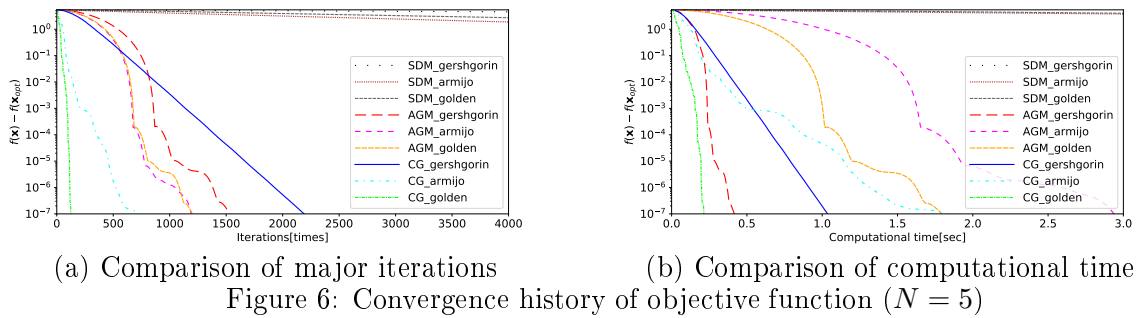 10⁰
10⁻¹
10⁻²
10⁻³
10⁻⁴
10⁻⁵
10⁻⁶
10⁻⁷
f(x) − f(x_opt)
0 500 1000 1500 2000 2500 3000 3500 4000
Iterations[times]
SDM_gershgorin
SDM_armijo
SDM_golden
AGM_gershgorin
AGM_armijo
AGM_golden
CG_gershgorin
CG_armijo
CG_golden
10⁰
10⁻¹
10⁻²
10⁻³
10⁻⁴
10⁻⁵
10⁻⁶
10⁻⁷
f(x) − f(x_opt)
0.0 0.5 1.0 1.5 2.0 2.5 3.0
Computational time[sec]
SDM_gershgorin
SDM_armijo
SDM_golden
AGM_gershgorin
AGM_armijo
AGM_golden
CG_gershgorin
CG_armijo
CG_golden
(a) Comparison of major iterations
(b) Comparison of computational time
Figure 6: Convergence history of objective function (N = 5)